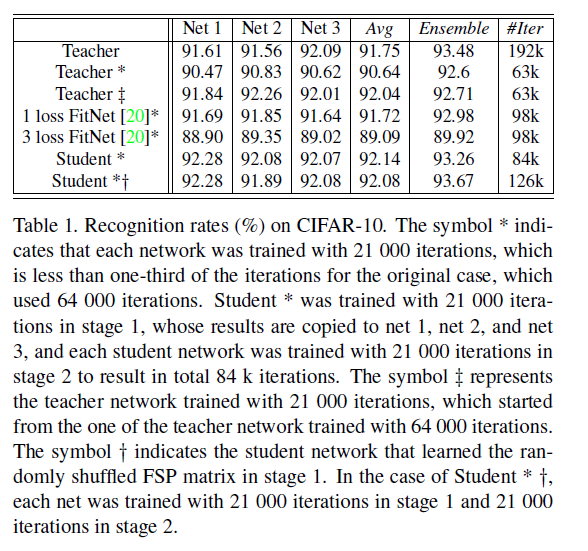 Net 1 Net 2 Net 3 Avg Ensemble #Iter
Teacher 91.61 91.56 92.09 91.75 93.48 192k
Teacher * 90.47 90.83 90.62 90.64 92.6 63k
Teacher ‡ 91.84 92.26 92.01 92.04 92.71 63k
1 loss FitNet [20]* 91.69 91.85 91.64 91.72 92.98 98k
3 loss FitNet [20]* 88.90 89.35 89.02 89.09 89.92 98k
Student * 92.28 92.08 92.07 92.14 93.26 84k
Student *† 92.28 91.89 92.08 92.08 93.67 126k
Table 1. Recognition rates (%) on CIFAR-10. The symbol * indi-
cates that each network was trained with 21 000 iterations, which
is less than one-third of the iterations for the original case, which
used 64 000 iterations. Student * was trained with 21 000 itera-
tions in stage 1, whose results are copied to net 1, net 2, and net
3, and each student network was trained with 21 000 iterations in
stage 2 to result in total 84 k iterations. The symbol ‡ represents
the teacher network trained with 21 000 iterations, which started
from the one of the teacher network trained with 64 000 iterations.
The symbol † indicates the student network that learned the ran-
domly shuffled FSP matrix in stage 1. In the case of Student * †,
each net was trained with 21 000 iterations in stage 1 and 21 000
iterations in stage 2.